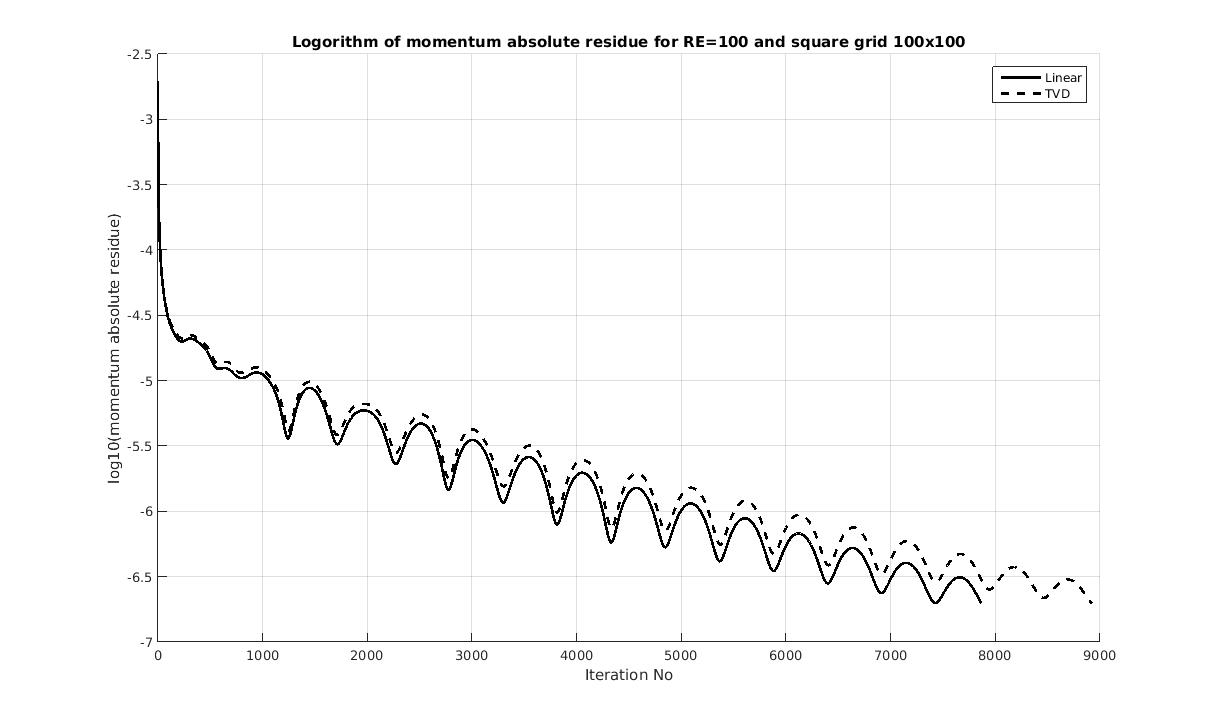 Logorithm of momentum absolute residue for RE=100 and square grid 100x100
Linear
TVD
log10(momentum absolute residue)
-2.5
-3
-3.5
-4
-4.5
-5
-5.5
-6
-6.5
-7
0 1000 2000 3000 4000 5000 6000 7000 8000 9000
Iteration No